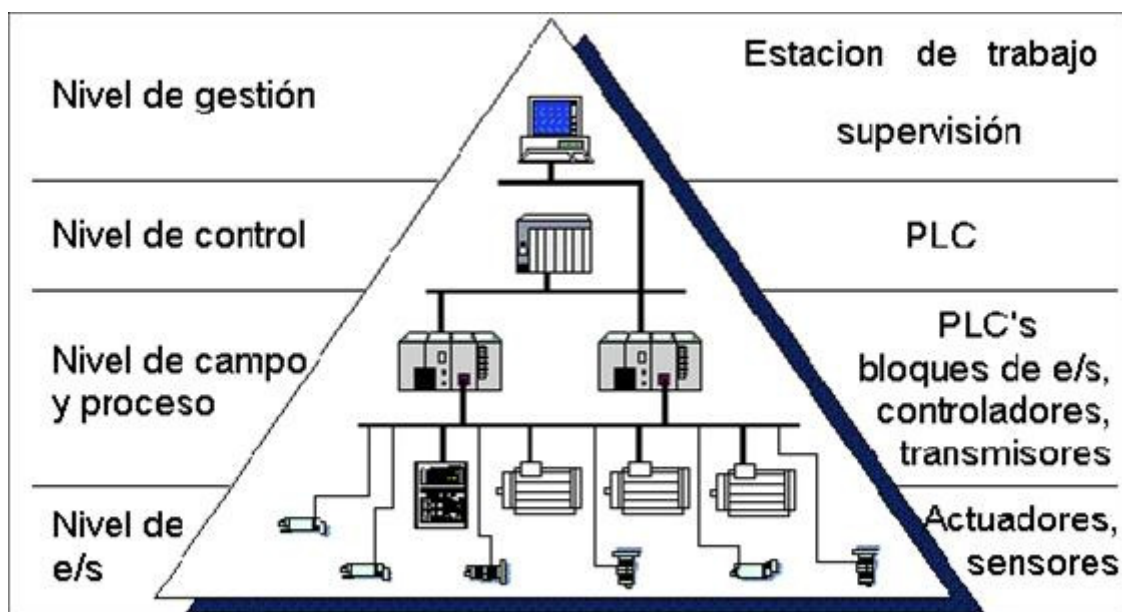 Nivel de gestión
Estacion de trabajo
supervisión
Nivel de control
PLC
Nivel de campo
y proceso
PLC's
bloques de e/s,
controladores,
transmisores
Nivel de
e/s
Actuadores,
sensores